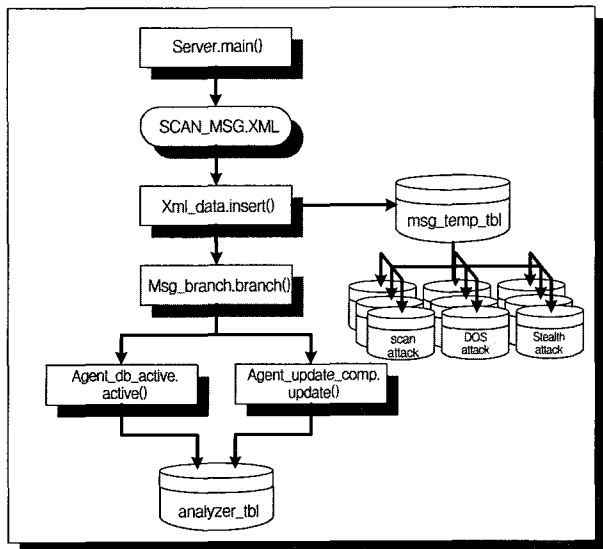 Server.main()
SCAN_MSG.XML
Xml_data.insert()
msg_temp_tbl
Msg_branch.branch()
scan
attack
DOS
attack
Stealth
attack
Agent_db_active.
active()
Agent_update_comp.
update()
analyzer_tbl